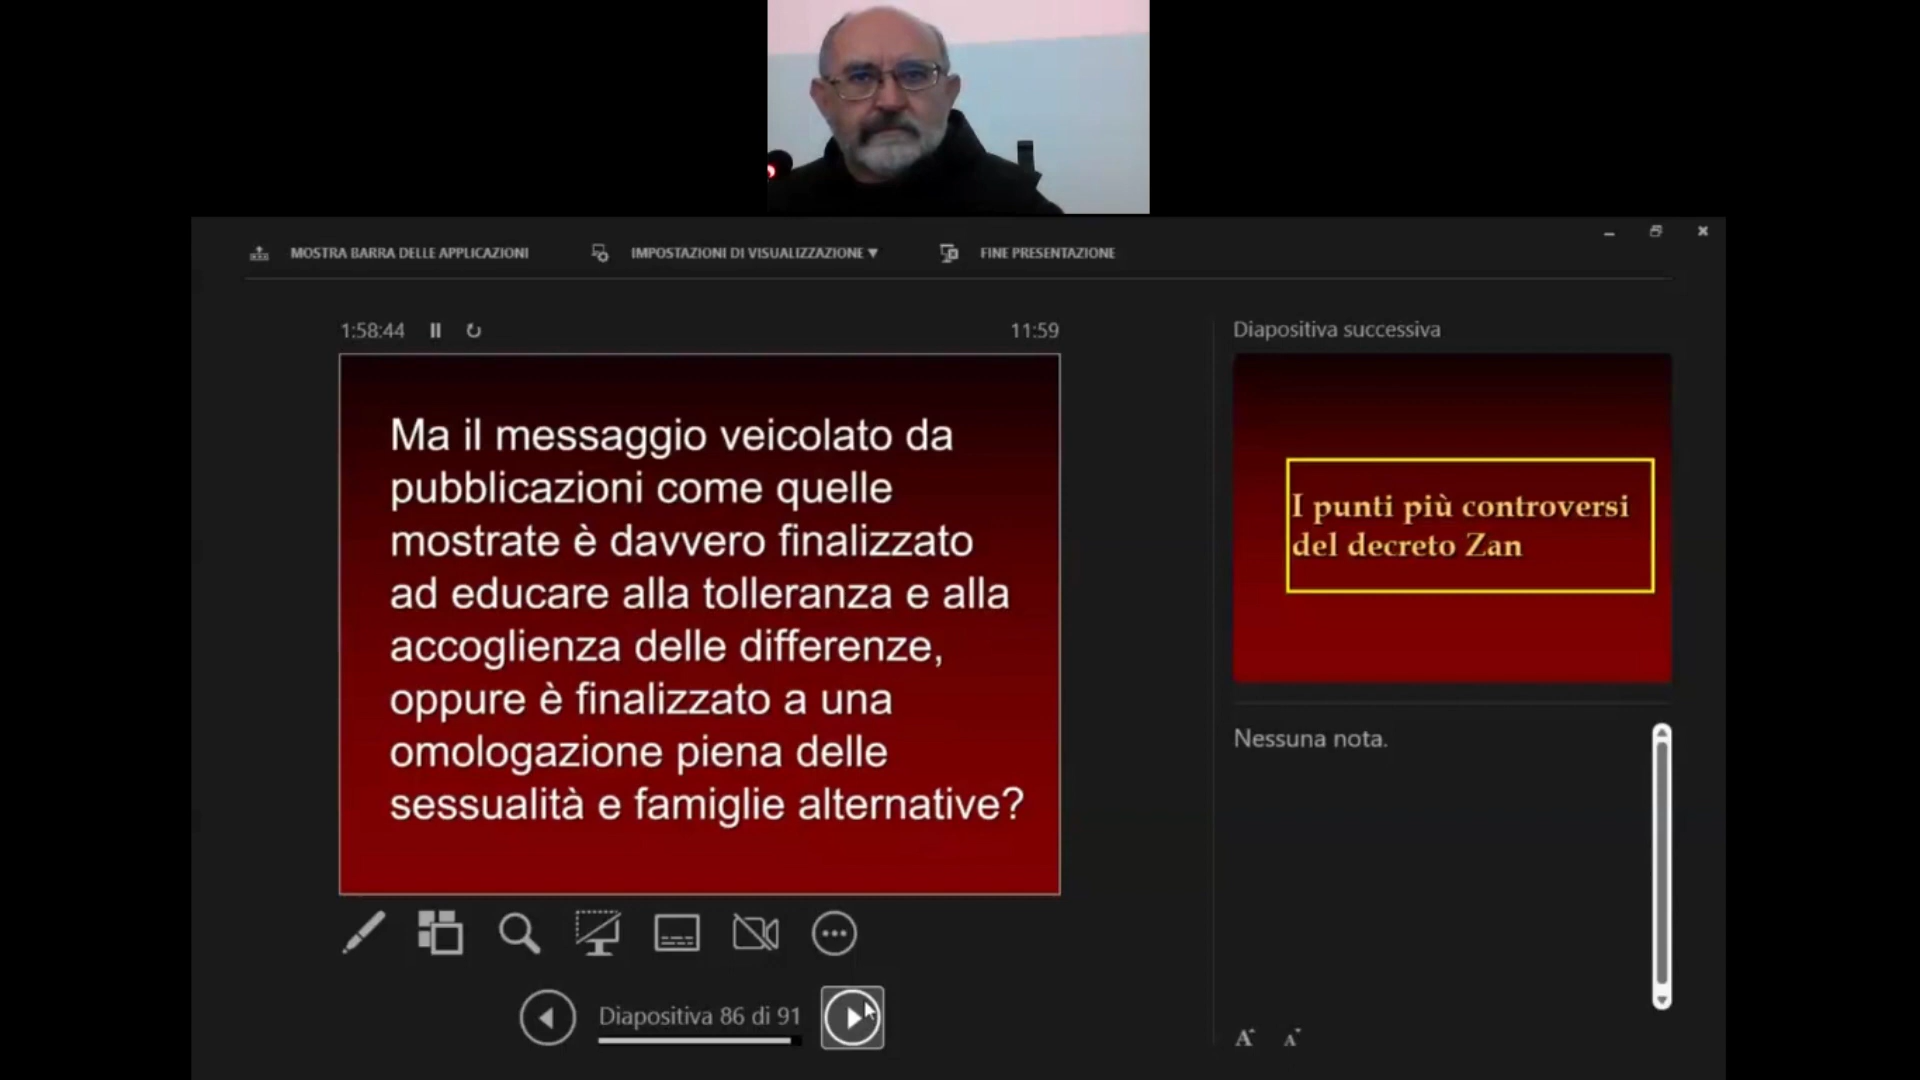 MOSTRA BARRA DELLE APPLICAZIONI
IMPOSTAZIONI DI VISUALIZZAZIONE ▼
FINE PRESENTAZIONE
1:58:44
11:59
Ma il messaggio veicolato da
pubblicazioni come quelle
mostrate è davvero finalizzato
ad educare alla tolleranza e alla
accoglienza delle differenze,
oppure è finalizzato a una
omologazione piena delle
sessualità e famiglie alternative?
Diapositiva 86 di 91
Diapositiva successiva
I punti più controversi
del decreto Zan
Nessuna nota.
A A